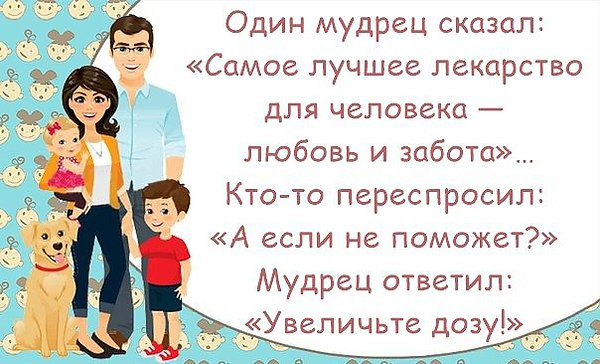 Один мудрец сказал:
«Самое лучшее лекарство
для человека —
любовь и забота»...
Кто-то переспросил:
«А если не поможет?»
Мудрец ответил:
«Увеличьте дозу!»